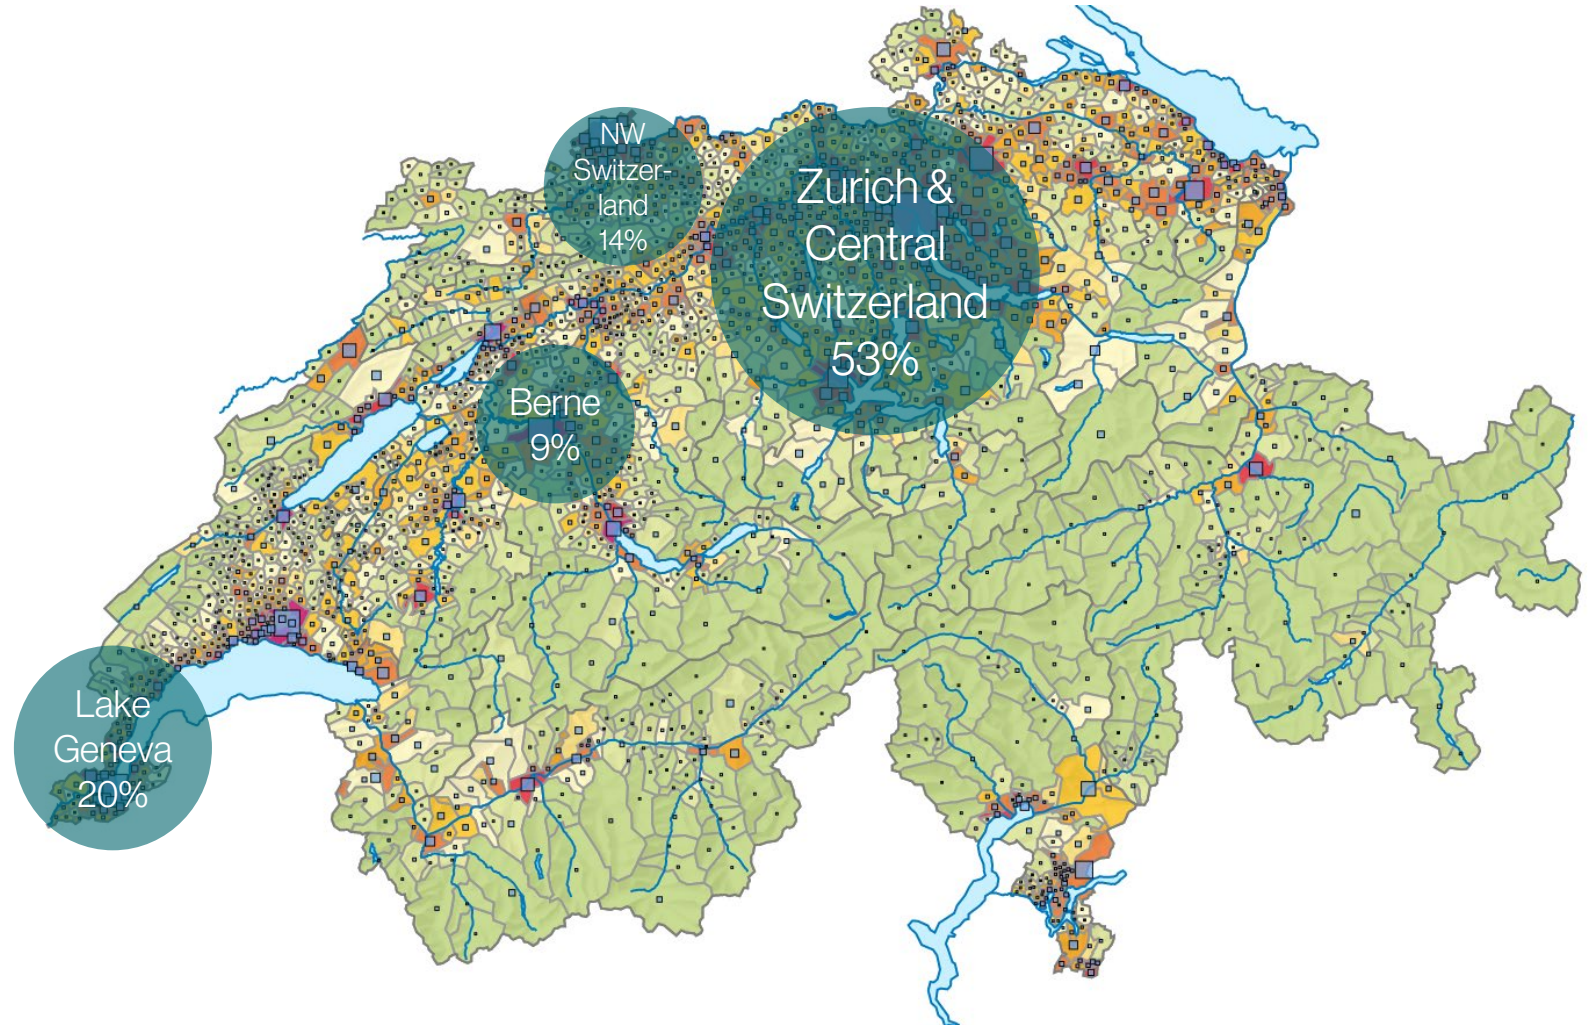 NW
Switzer-
land
14%
Zurich &
Central
Switzerland
53%
Berne
9%
Lake
Geneva
20%